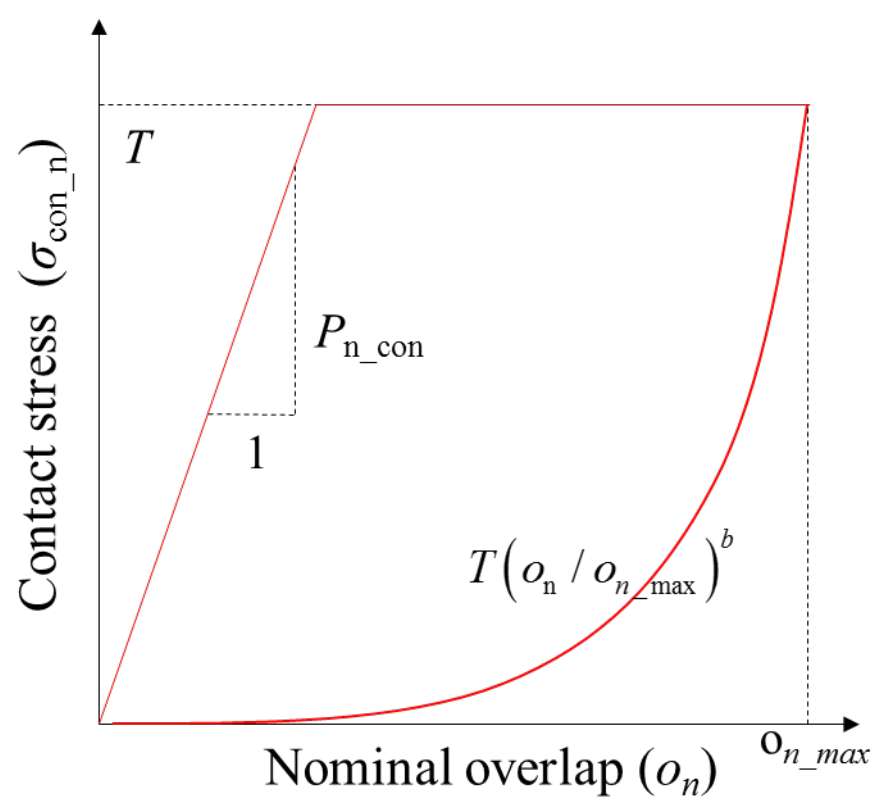 Contact stress (σcon_n)
T
Pn_con
1
T(on / on_max)b
on_max
Nominal overlap (on)